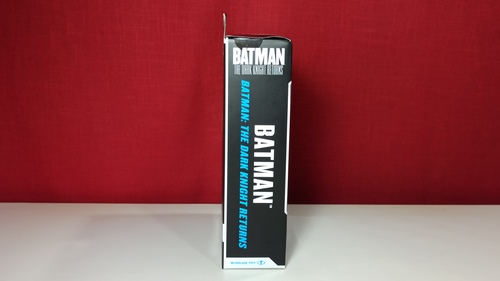 BATMAN
THE DARK KNIGHT RETURNS
BATMAN®
BATMAN: THE DARK KNIGHT RETURNS